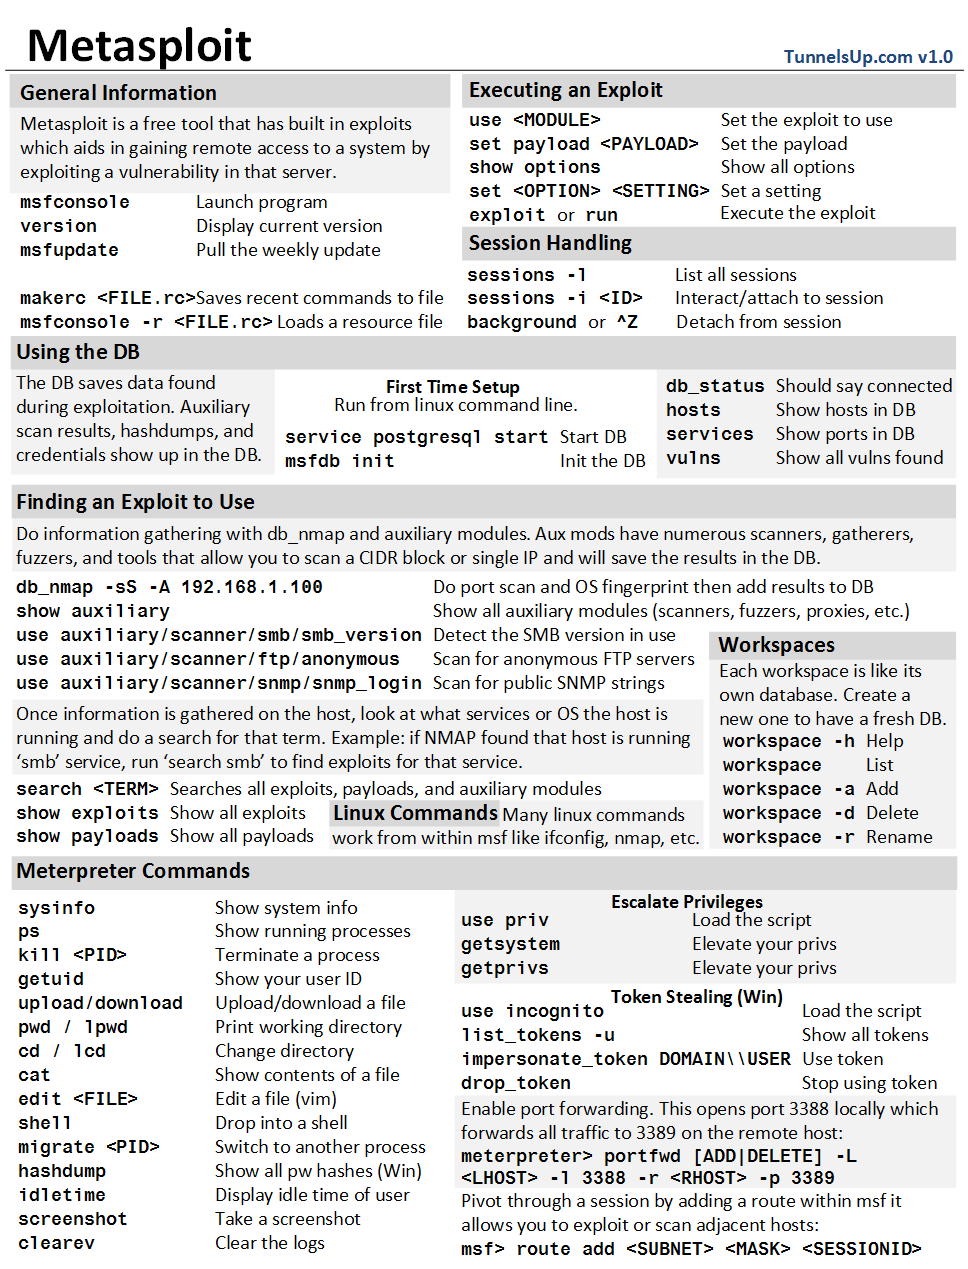 Metasploit
TunnelsUp.com v1.0
General Information
Metasploit is a free tool that has built in exploits
which aids in gaining remote access to a system by
exploiting a vulnerability in that server.
msfconsole Launch program
version Display current version
msfupdate Pull the weekly update
makerc <FILE.rc>Saves recent commands to file
msfconsole -r <FILE.rc> Loads a resource file
Executing an Exploit
use <MODULE> Set the exploit to use
set payload <PAYLOAD> Set the payload
show options Show all options
set <OPTION> <SETTING> Set a setting
exploit or run Execute the exploit
Session Handling
sessions -l List all sessions
sessions -i <ID> Interact/attach to session
background or ^Z Detach from session
Using the DB
The DB saves data found
during exploitation. Auxiliary
scan results, hashdumps, and
credentials show up in the DB.
First Time Setup
Run from linux command line.
service postgresql start Start DB
msfdb init Init the DB
db_status Should say connected
hosts Show hosts in DB
services Show ports in DB
vulns Show all vulns found
Finding an Exploit to Use
Do information gathering with db_nmap and auxiliary modules. Aux mods have numerous scanners, gatherers,
fuzzers, and tools that allow you to scan a CIDR block or single IP and will save the results in the DB.
db_nmap -sS -A 192.168.1.100 Do port scan and OS fingerprint then add results to DB
show auxiliary Show all auxiliary modules (scanners, fuzzers, proxies, etc.)
use auxiliary/scanner/smb/smb_version Detect the SMB version in use
use auxiliary/scanner/ftp/anonymous Scan for anonymous FTP servers
use auxiliary/scanner/snmp/snmp_login Scan for public SNMP strings
Once information is gathered on the host, look at what services or OS the host is
running and do a search for that term. Example: if NMAP found that host is running
‘smb’ service, run ‘search smb’ to find exploits for that service.
search <TERM> Searches all exploits, payloads, and auxiliary modules
show exploits Show all exploits
show payloads Show all payloads
Linux Commands Many linux commands
work from within msf like ifconfig, nmap, etc.
Workspaces
Each workspace is like its
own database. Create a
new one to have a fresh DB.
workspace -h Help
workspace List
workspace -a Add
workspace -d Delete
workspace -r Rename
Meterpreter Commands
sysinfo Show system info
ps Show running processes
kill <PID> Terminate a process
getuid Show your user ID
upload/download Upload/download a file
pwd / lpwd Print working directory
cd / lcd Change directory
cat Show contents of a file
edit <FILE> Edit a file (vim)
shell Drop into a shell
migrate <PID> Switch to another process
hashdump Show all pw hashes (Win)
idletime Display idle time of user
screenshot Take a screenshot
clearev Clear the logs
Escalate Privileges
use priv Load the script
getsystem Elevate your privs
getprivs Elevate your privs
Token Stealing (Win)
use incognito Load the script
list_tokens -u Show all tokens
impersonate_token DOMAIN\\USER Use token
drop_token Stop using token
Enable port forwarding. This opens port 3388 locally which
forwards all traffic to 3389 on the remote host:
meterpreter> portfwd [ADD|DELETE] -L
<LHOST> -l 3388 -r <RHOST> -p 3389
Pivot through a session by adding a route within msf it
allows you to exploit or scan adjacent hosts:
msf> route add <SUBNET> <MASK> <SESSIONID>